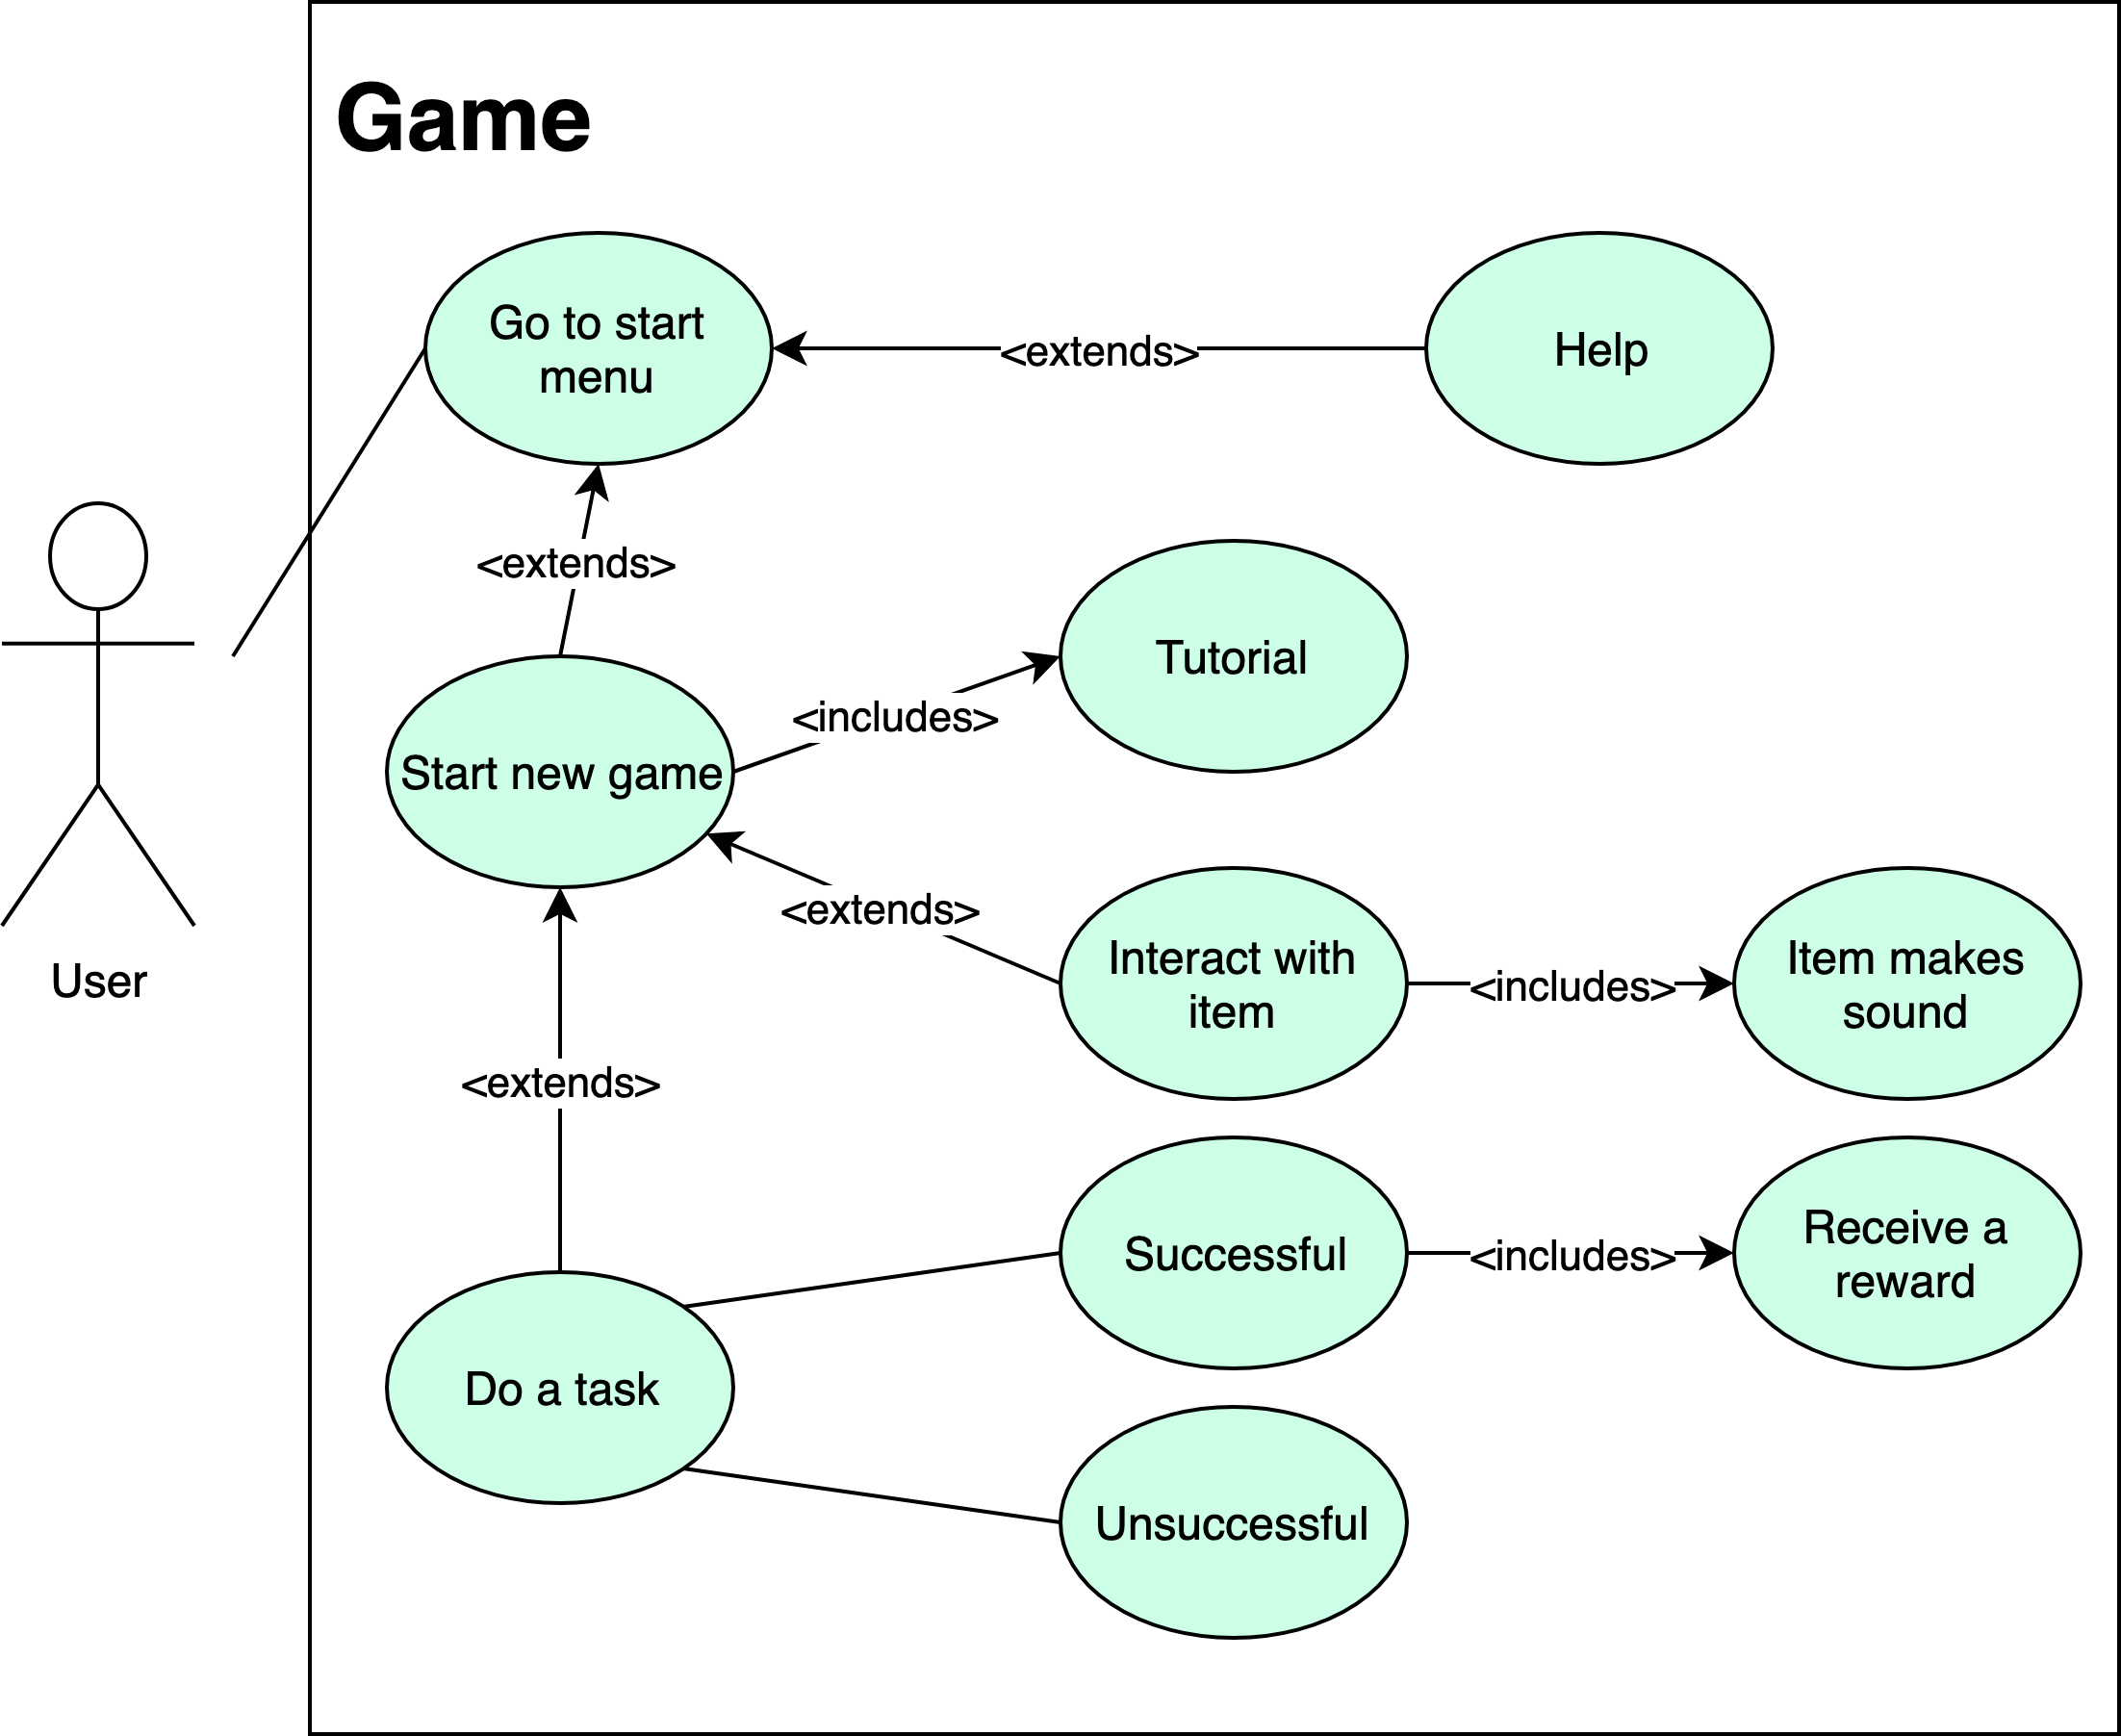 Game
Go to start
menu
<extends>
Help
<extends>
Tutorial
<includes>
Start new game
<extends>
Interact with
item
<includes>
Item makes
sound
User
<extends>
Successful
<includes>
Receive a
reward
Do a task
Unsuccessful